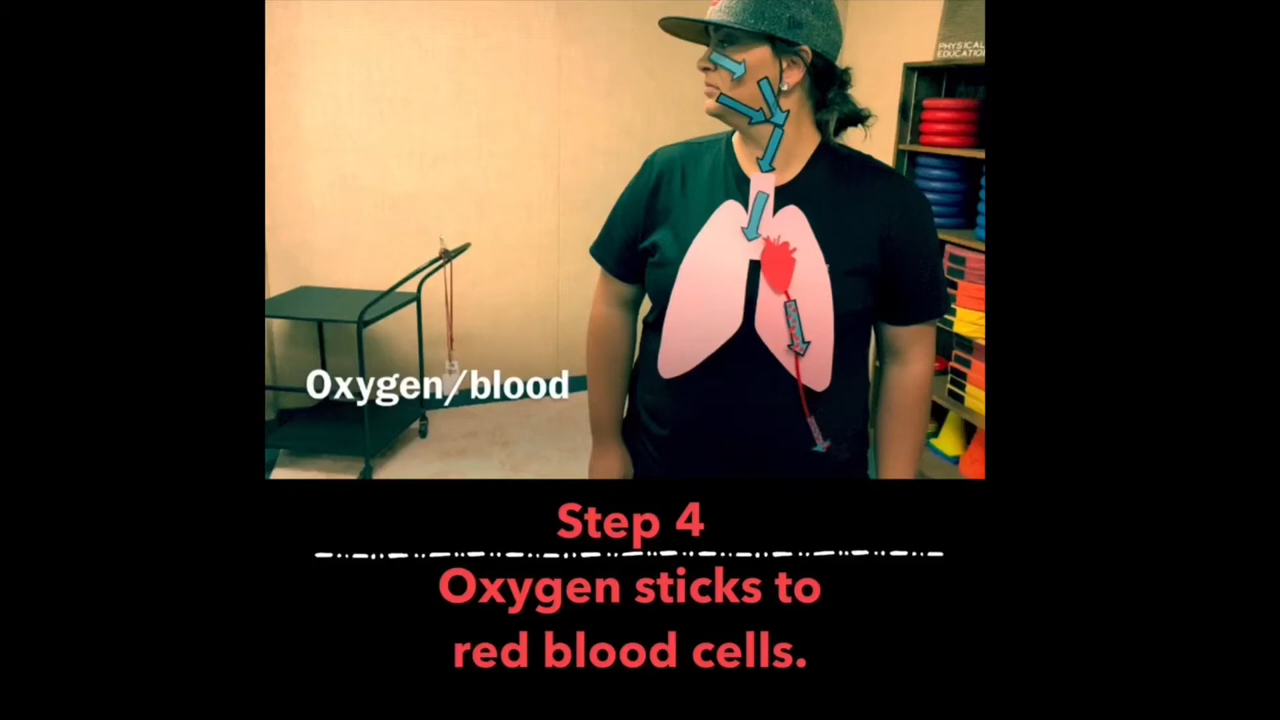 PHYSICAL
EDUCATION
Oxygen/blood
Step 4
Oxygen sticks to
red blood cells.